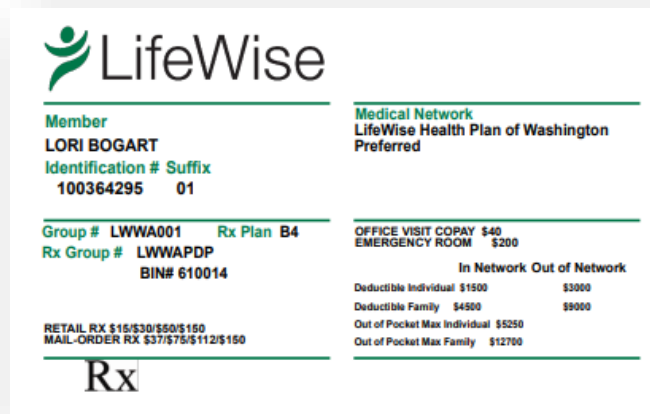 LifeWise
Member
LORI BOGART
Identification # Suffix
100364295 01
Medical Network
LifeWise Health Plan of Washington
Preferred
Group # LWWA001 Rx Plan B4
Rx Group # LWWAPDP
BIN# 610014
RETAIL RX $15/$30/$50/$150
MAIL-ORDER RX $37/$75/$112/$150
OFFICE VISIT COPAY $40
EMERGENCY ROOM $200
In Network Out of Network
Deductible Individual $1500 $3000
Deductible Family $4500 $9000
Out of Pocket Max Individual $5250
Out of Pocket Max Family $12700
Rx